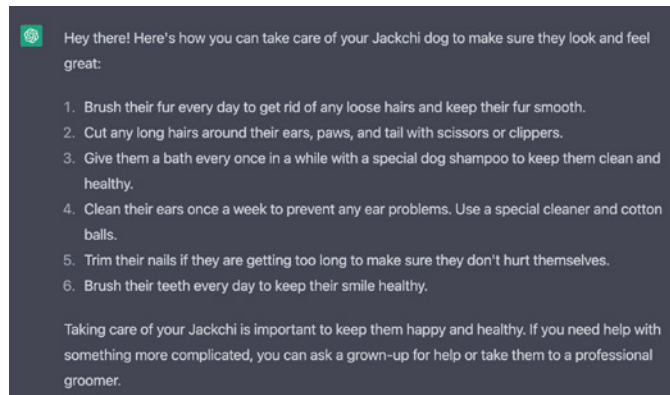 Hey there! Here's how you can take care of your Jackchi dog to make sure they look and feel
great:
1. Brush their fur every day to get rid of any loose hairs and keep their fur smooth.
2. Cut any long hairs around their ears, paws, and tail with scissors or clippers.
3. Give them a bath every once in a while with a special dog shampoo to keep them clean and
healthy.
4. Clean their ears once a week to prevent any ear problems. Use a special cleaner and cotton
balls.
5. Trim their nails if they are getting too long to make sure they don't hurt themselves.
6. Brush their teeth every day to keep their smile healthy.
Taking care of your Jackchi is important to keep them happy and healthy. If you need help with
something more complicated, you can ask a grown-up for help or take them to a professional
groomer.